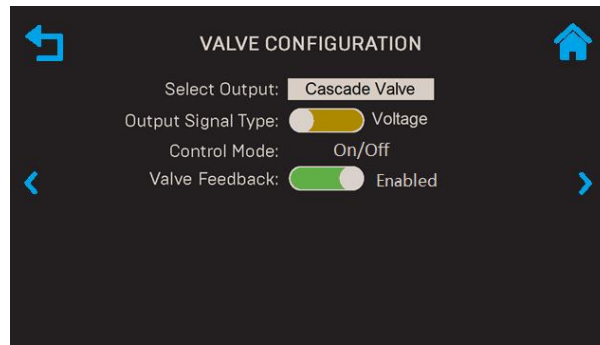 VALVE CONFIGURATION
Select Output: Cascade Valve
Output Signal Type: Voltage
Control Mode: On/Off
Valve Feedback: Enabled